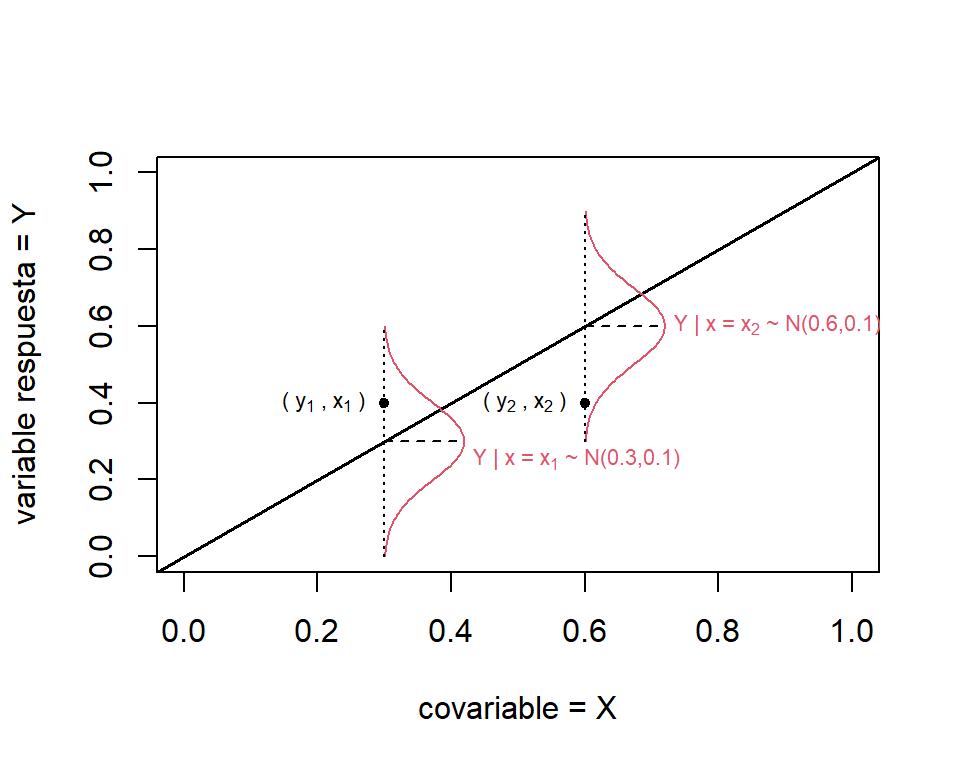 variable respuesta = Y
1.0
0.8
0.6
0.4
0.2
0.0
Y | x = x₂ ~ N(0.6,0.1)
( y₁ , x₁ )
( y₂ , x₂ )
Y | x = x₁ ~ N(0.3,0.1)
0.0 0.2 0.4 0.6 0.8 1.0
covariable = X